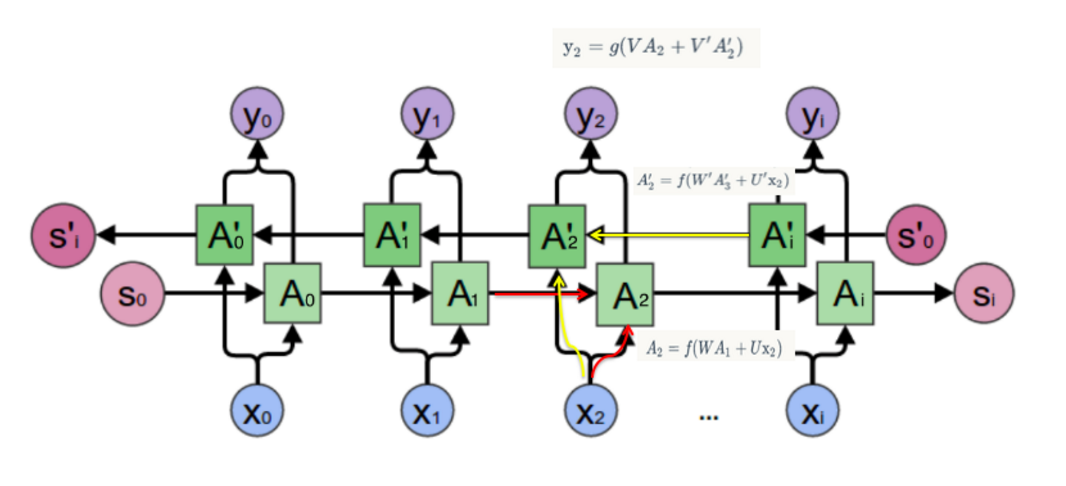 y₂ = g(VA₂ + V′A′₂)
y₀ y₁ y₂ yᵢ
A′₂ = f(W′A′₃ + U′x₂)
s'ᵢ A'₀ A'₁ A'₂ A'ᵢ s'₀
s₀ A₀ A₁ A₂ Aᵢ sᵢ
A₂ = f(WA₁ + Ux₂)
x₀ x₁ x₂ ... xᵢ